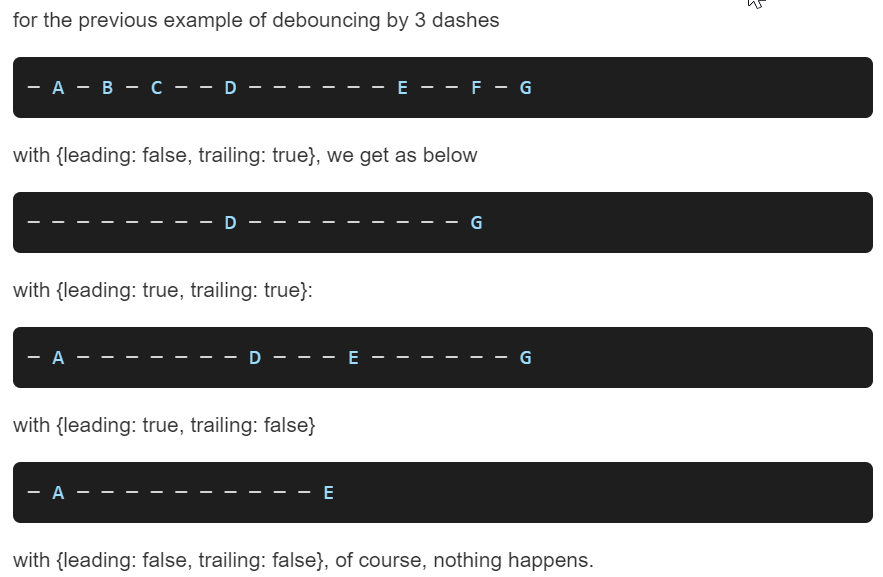 for the previous example of debouncing by 3 dashes
─ A ─ B ─ C ─ ─ D ─ ─ ─ ─ ─ ─ E ─ ─ F ─ G
with {leading: false, trailing: true}, we get as below
─ ─ ─ ─ ─ ─ ─ ─ D ─ ─ ─ ─ ─ ─ ─ ─ ─ G
with {leading: true, trailing: true}:
─ A ─ ─ ─ ─ ─ ─ ─ D ─ ─ ─ E ─ ─ ─ ─ ─ ─ G
with {leading: true, trailing: false}
─ A ─ ─ ─ ─ ─ ─ ─ ─ ─ ─ E
with {leading: false, trailing: false}, of course, nothing happens.